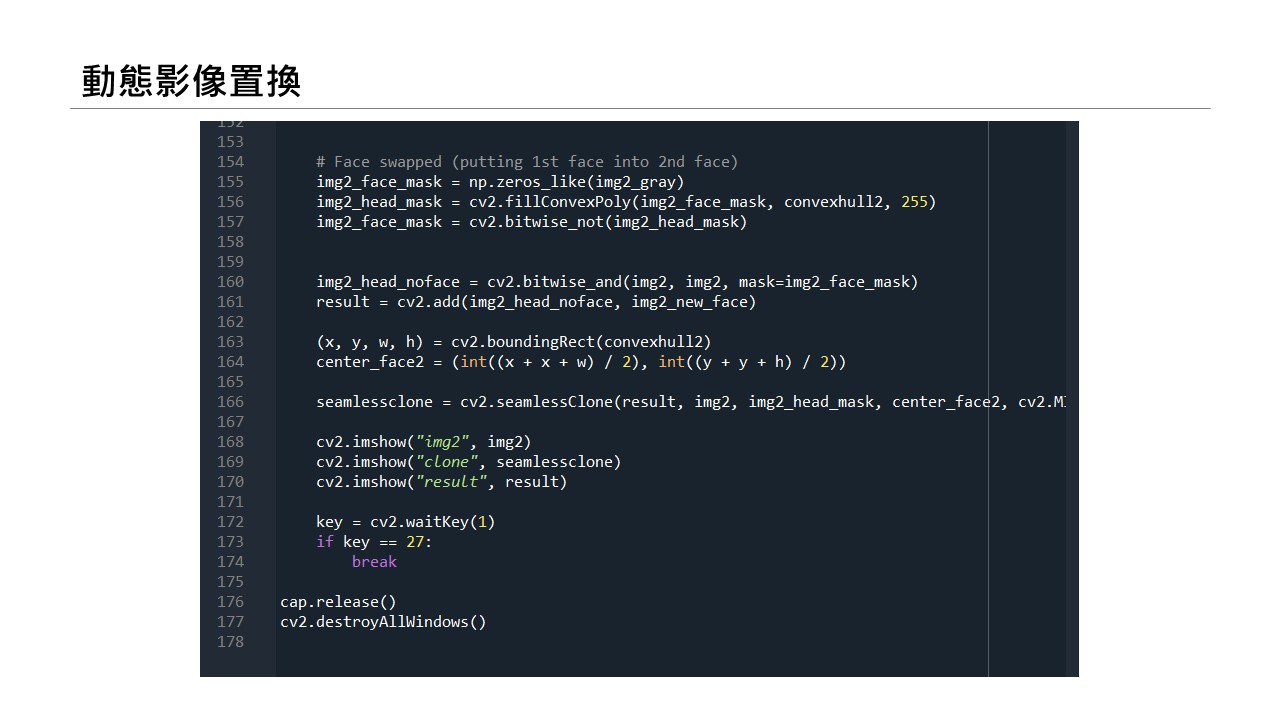 動態影像置換
152
153
154 # Face swapped (putting 1st face into 2nd face)
155 img2_face_mask = np.zeros_like(img2_gray)
156 img2_head_mask = cv2.fillConvexPoly(img2_face_mask, convexhull2, 255)
157 img2_face_mask = cv2.bitwise_not(img2_head_mask)
158
159
160 img2_head_noface = cv2.bitwise_and(img2, img2, mask=img2_face_mask)
161 result = cv2.add(img2_head_noface, img2_new_face)
162
163 (x, y, w, h) = cv2.boundingRect(convexhull2)
164 center_face2 = (int((x + x + w) / 2), int((y + y + h) / 2))
165
166 seamlessclone = cv2.seamlessClone(result, img2, img2_head_mask, center_face2, cv2.M
167
168 cv2.imshow("img2", img2)
169 cv2.imshow("clone", seamlessclone)
170 cv2.imshow("result", result)
171
172 key = cv2.waitKey(1)
173 if key == 27:
174 break
175
176 cap.release()
177 cv2.destroyAllWindows()
178